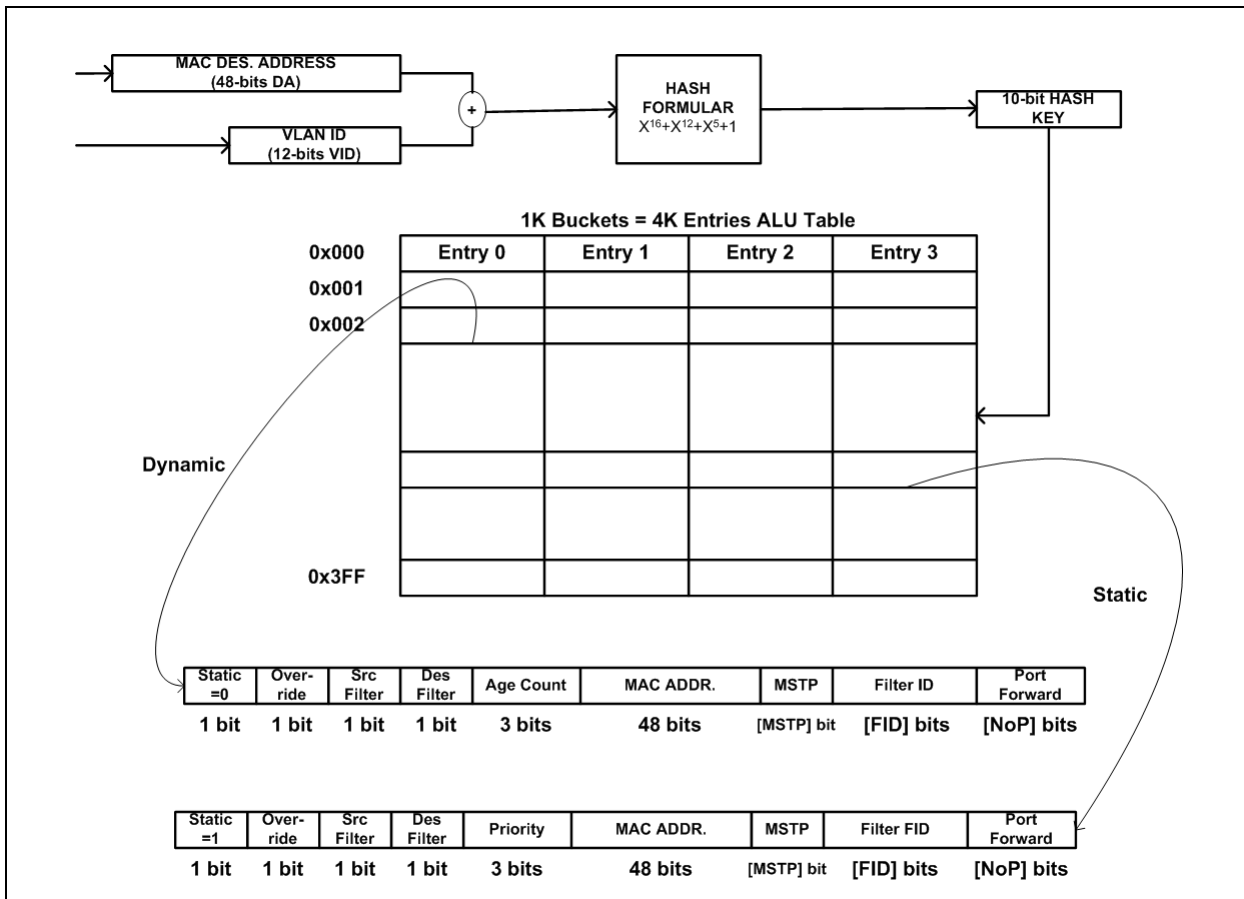 MAC DES. ADDRESS
(48-bits DA)
VLAN ID
(12-bits VID)
+
HASH
FORMULAR
X¹⁶+X¹²+X⁵+1
10-bit HASH
KEY
1K Buckets = 4K Entries ALU Table
0x000
Entry 0
Entry 1
Entry 2
Entry 3
0x001
0x002
0x3FF
Dynamic
Static
Static
=0
Over-
ride
Src
Filter
Des
Filter
Age Count
MAC ADDR.
MSTP
Filter ID
Port
Forward
1 bit
1 bit
1 bit
1 bit
3 bits
48 bits
[MSTP] bit
[FID] bits
[NoP] bits
Static
=1
Over-
ride
Src
Filter
Des
Filter
Priority
MAC ADDR.
MSTP
Filter FID
Port
Forward
1 bit
1 bit
1 bit
1 bit
3 bits
48 bits
[MSTP] bit
[FID] bits
[NoP] bits